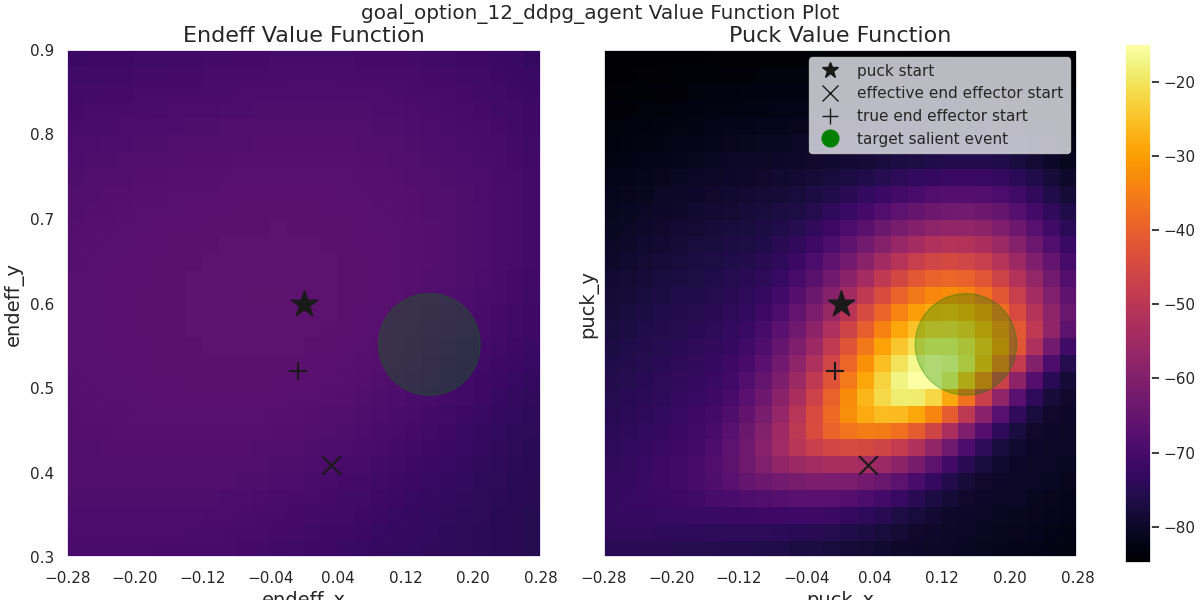 goal_option_12_ddpg_agent Value Function Plot
Endeff Value Function
Puck Value Function
0.9
0.8
0.7
0.6
0.5
0.4
0.3
endeff_y
−0.28
−0.20
−0.12
−0.04
0.04
0.12
0.20
0.28
endeff_x
puck_y
puck start
effective end effector start
true end effector start
target salient event
−0.28
−0.20
−0.12
−0.04
0.04
0.12
0.20
0.28
puck_x
−20
−30
−40
−50
−60
−70
−80